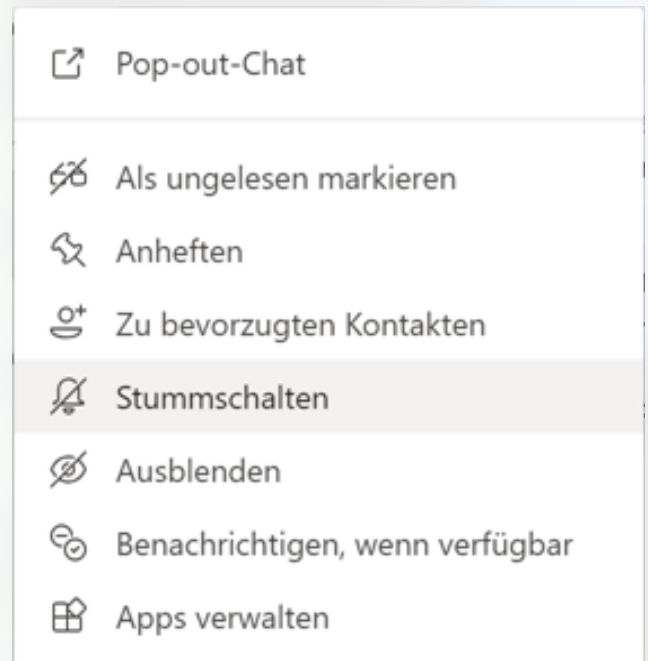 Pop-out-Chat
Als ungelesen markieren
Anheften
Zu bevorzugten Kontakten
Stummschalten
Ausblenden
Benachrichtigen, wenn verfügbar
Apps verwalten